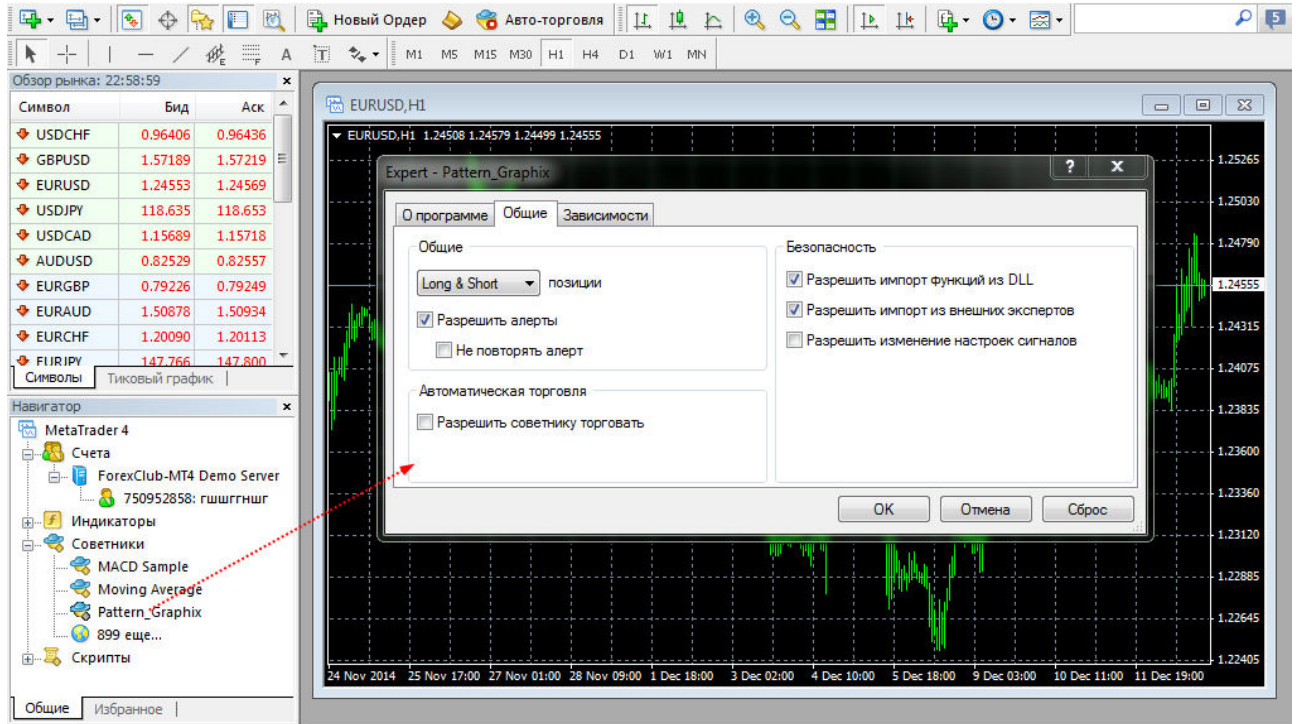 Новый Ордер Авто-торговля 5
E F A T M1 M5 M15 M30 H1 H4 D1 W1 MN
Обзор рынка: 22:58:59 x
Символ Бид Аск
USDCHF 0.96406 0.96436
GBPUSD 1.57189 1.57219
EURUSD 1.24553 1.24569
USDJPY 118.635 118.653
USDCAD 1.15689 1.15718
AUDUSD 0.82529 0.82557
EURGBP 0.79226 0.79249
EURAUD 1.50878 1.50934
EURCHF 1.20090 1.20113
EURJPY 147.766 147.800
Символы Тиковый график
Навигатор x
MetaTrader 4
Счета
ForexClub-MT4 Demo Server
750952858: гшшггншг
Индикаторы
Советники
MACD Sample
Moving Average
Pattern_Graphix
899 еще...
Скрипты
Общие Избранное
EURUSD,H1
EURUSD,H1 1.24508 1.24579 1.24499 1.24555
Expert - Pattern_Graphix ? X
О программе Общие Зависимости
Общие
Long & Short позиции
Разрешить алерты
Не повторять алерт
Автоматическая торговля
Разрешить советнику торговать
Безопасность
Разрешить импорт функций из DLL
Разрешить импорт из внешних экспертов
Разрешить изменение настроек сигналов
OK Отмена Сброс
1.25265
1.25030
1.24790
1.24555
1.24315
1.24075
1.23835
1.23600
1.23360
1.23120
1.22885
1.22645
1.22405
24 Nov 2014 25 Nov 17:00 27 Nov 01:00 28 Nov 09:00 1 Dec 18:00 3 Dec 02:00 4 Dec 10:00 5 Dec 18:00 9 Dec 03:00 10 Dec 11:00 11 Dec 19:00